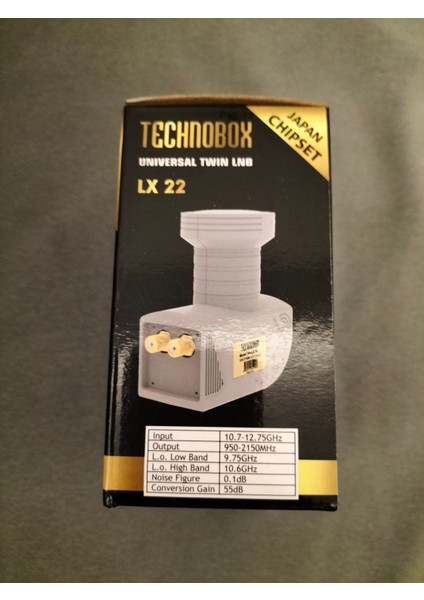 JAPAN
CHIPSET
TECHNOBOX
UNIVERSAL TWIN LNB
LX 22
TECHNOBOX
Input 10.7-12.75GHz
Output 950-2150MHz
L.o. Low Band 9.75GHz
L.o. High Band 10.6GHz
Noise Figure 0.1dB
Conversion Gain 55dB